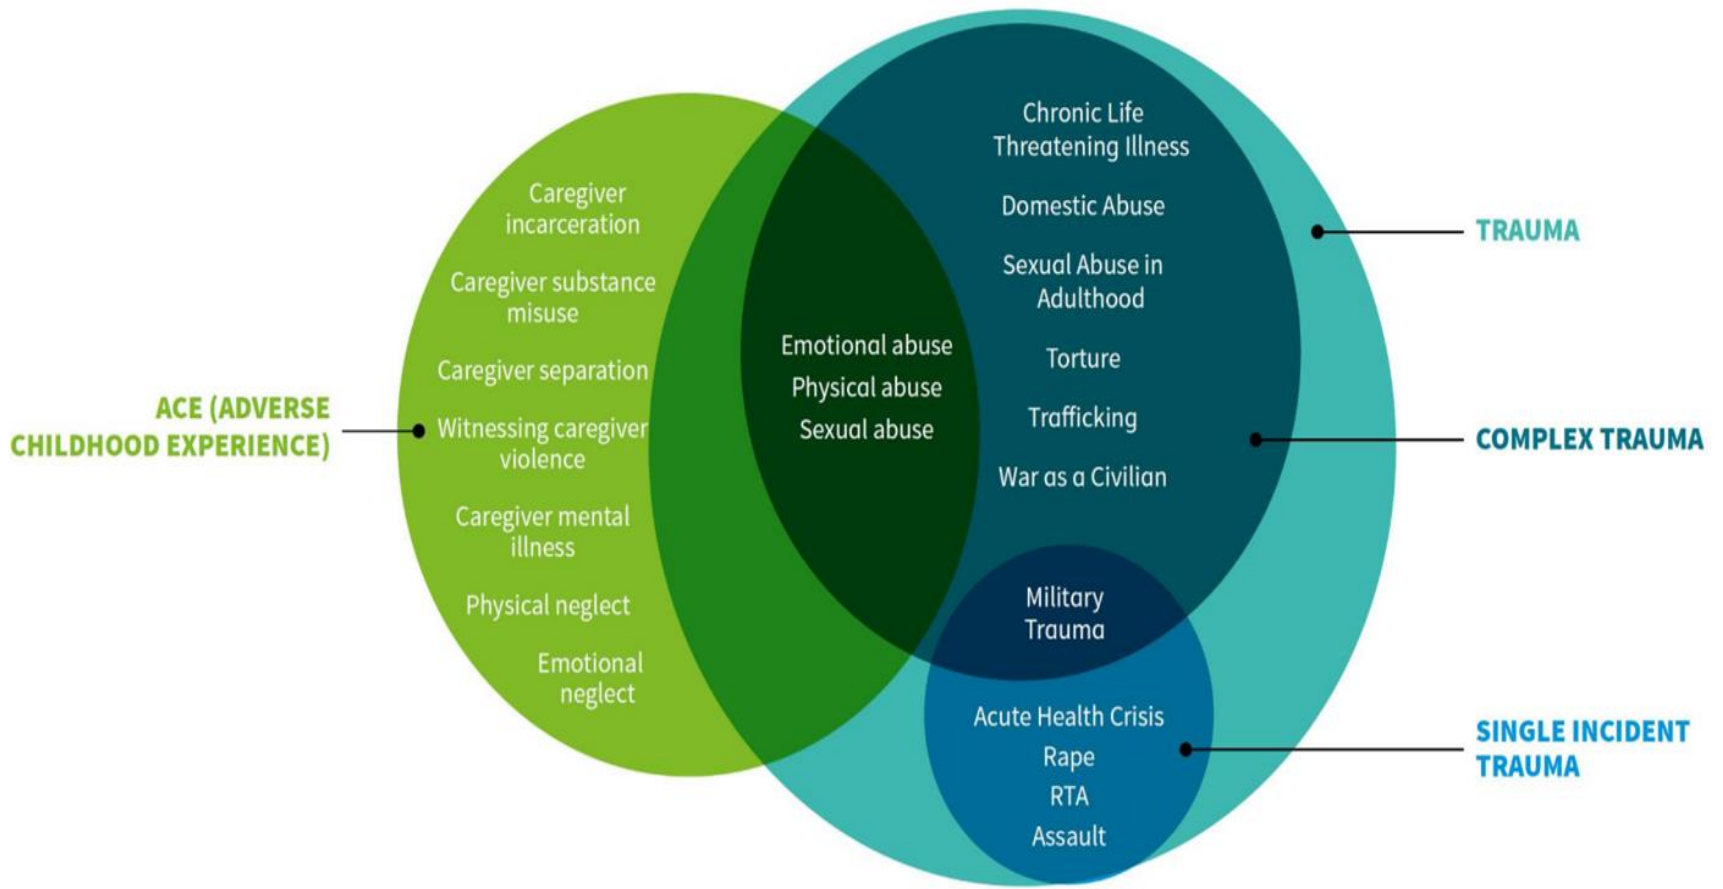 ACE (ADVERSE
CHILDHOOD EXPERIENCE)
Caregiver
incarceration
Caregiver substance
misuse
Caregiver separation
Witnessing caregiver
violence
Caregiver mental
illness
Physical neglect
Emotional
neglect
Emotional abuse
Physical abuse
Sexual abuse
Chronic Life
Threatening Illness
Domestic Abuse
Sexual Abuse in
Adulthood
Torture
Trafficking
War as a Civilian
Military
Trauma
Acute Health Crisis
Rape
RTA
Assault
TRAUMA
COMPLEX TRAUMA
SINGLE INCIDENT
TRAUMA